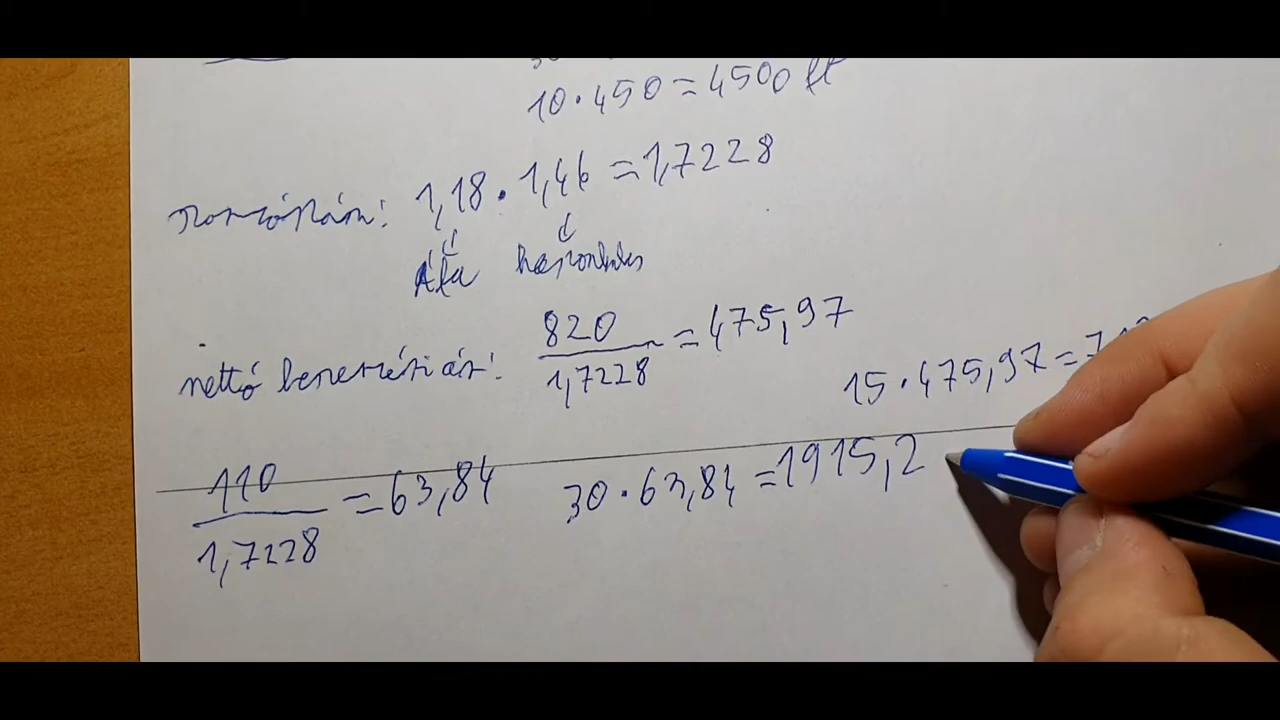 10·450=4500 ft
szorzószám: 1,18·1,46=1,7228
Áfa haszonkulcs
nettó beszerzési ár: 820/1,7228=475,97
15·475,97=
110/1,7228=63,84 30·63,84=1915,2